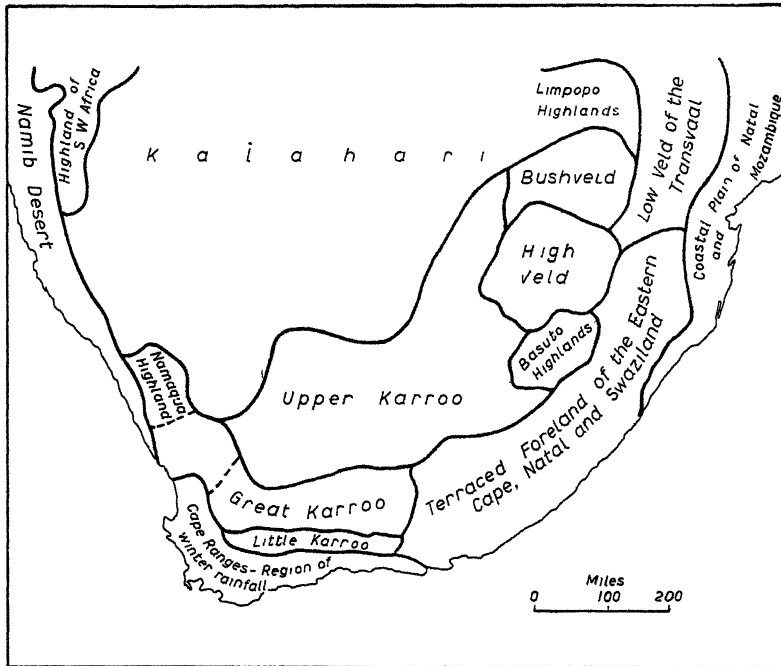 Namib Desert
Highland of
S W Africa
Kalahari
Limpopo
Highlands
Bushveld
Low Veld of the
Transvaal
Coastal Plain of Natal
and
Mozambique
High
Veld
Basuto
Highlands
Namaqua
Highland
Upper Karroo
Terraced Foreland of the Eastern
Cape, Natal and Swaziland
Great Karroo
Little Karroo
Cape Ranges-Region of
winter rainfall
Miles
0 100 200